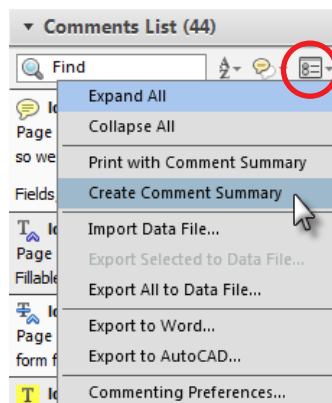 Comments List (44)
Find
Expand All
Page
Collapse All
so we
Print with Comment Summary
Fields
Create Comment Summary
Import Data File...
Page
Export Selected to Data File...
Fillable
Export All to Data File...
Export to Word...
Page
Export to AutoCAD...
form f
Commenting Preferences...